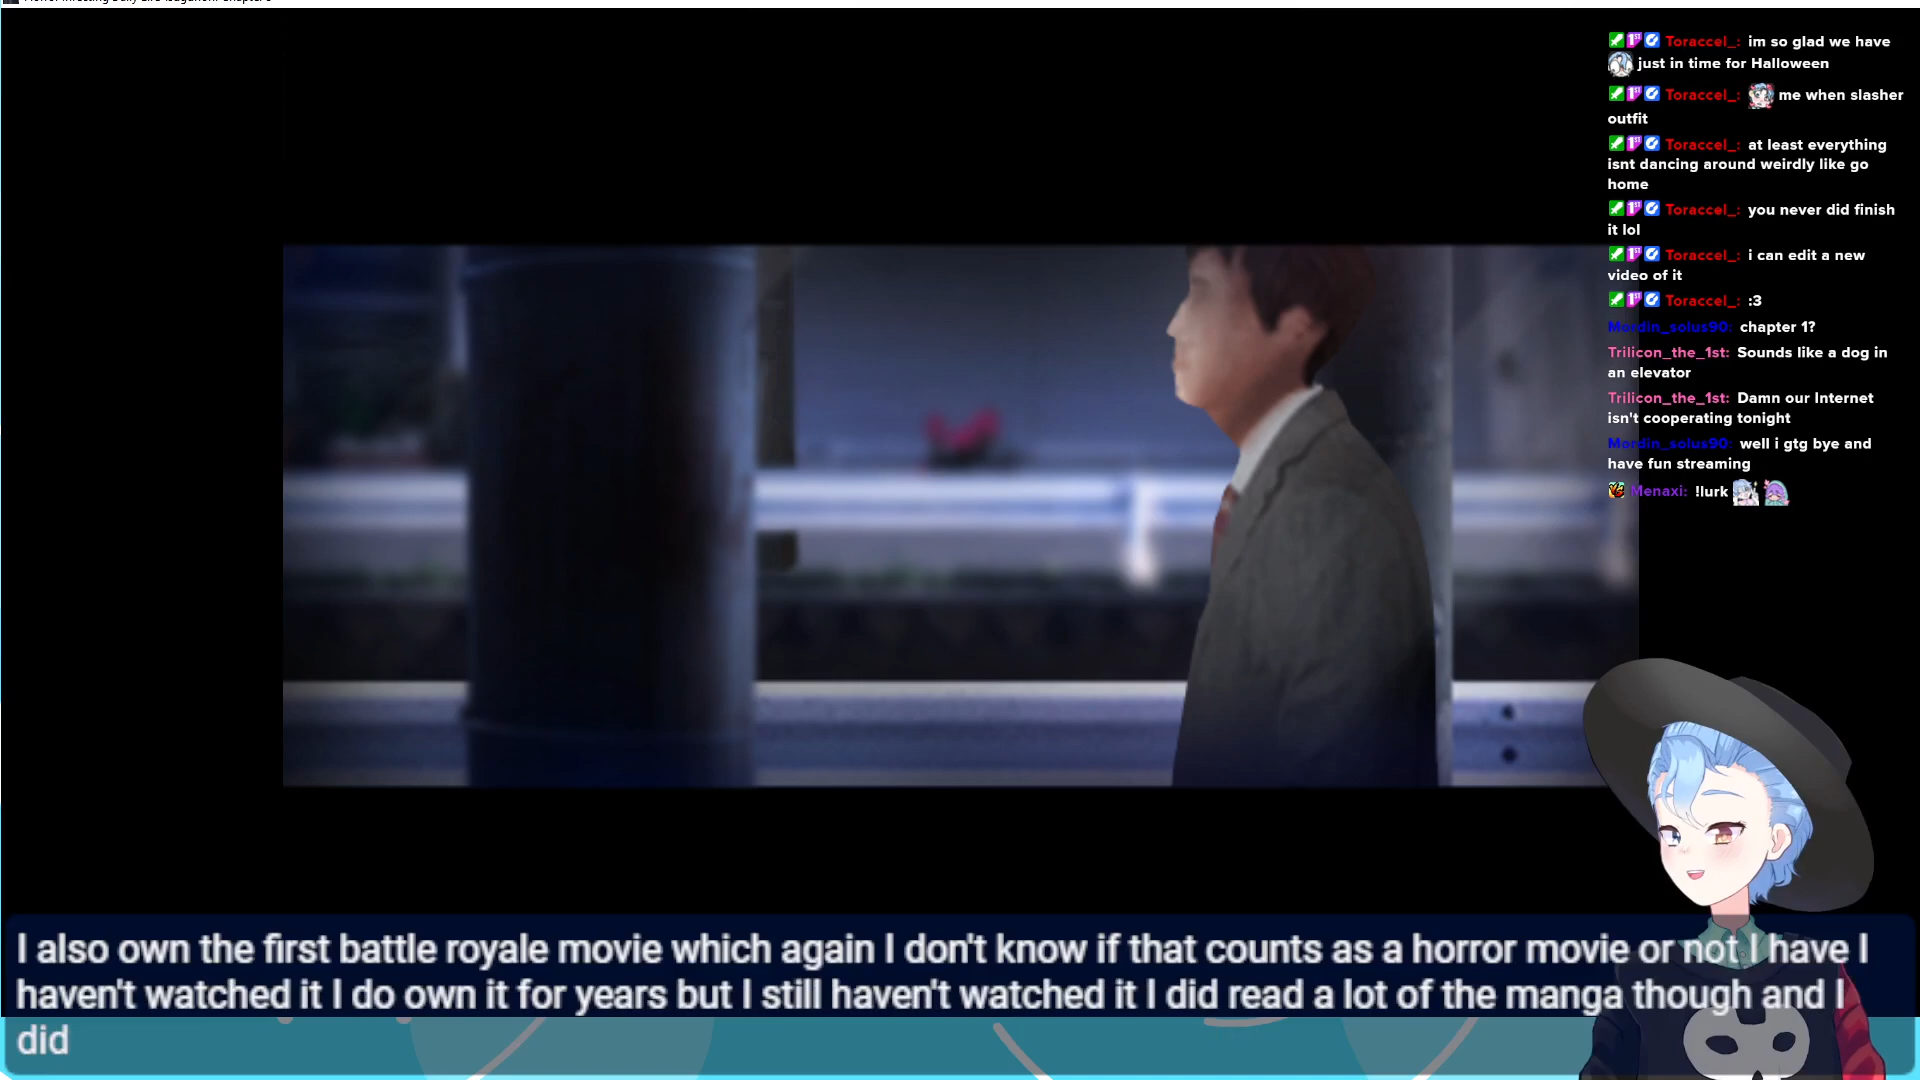 Toraccel_: im so glad we have
just in time for Halloween
Toraccel_: me when slasher
outfit
Toraccel_: at least everything
isnt dancing around weirdly like go
home
Toraccel_: you never did finish
it lol
Toraccel_: i can edit a new
video of it
Toraccel_: :3
Mordin_solus90: chapter 1?
Trilicon_the_1st: Sounds like a dog in
an elevator
Trilicon_the_1st: Damn our Internet
isn't cooperating tonight
Mordin_solus90: well i gtg bye and
have fun streaming
Menaxi: !lurk
I also own the first battle royale movie which again I don't know if that counts as a horror movie or not I have I
haven't watched it I do own it for years but I still haven't watched it I did read a lot of the manga though and I
did